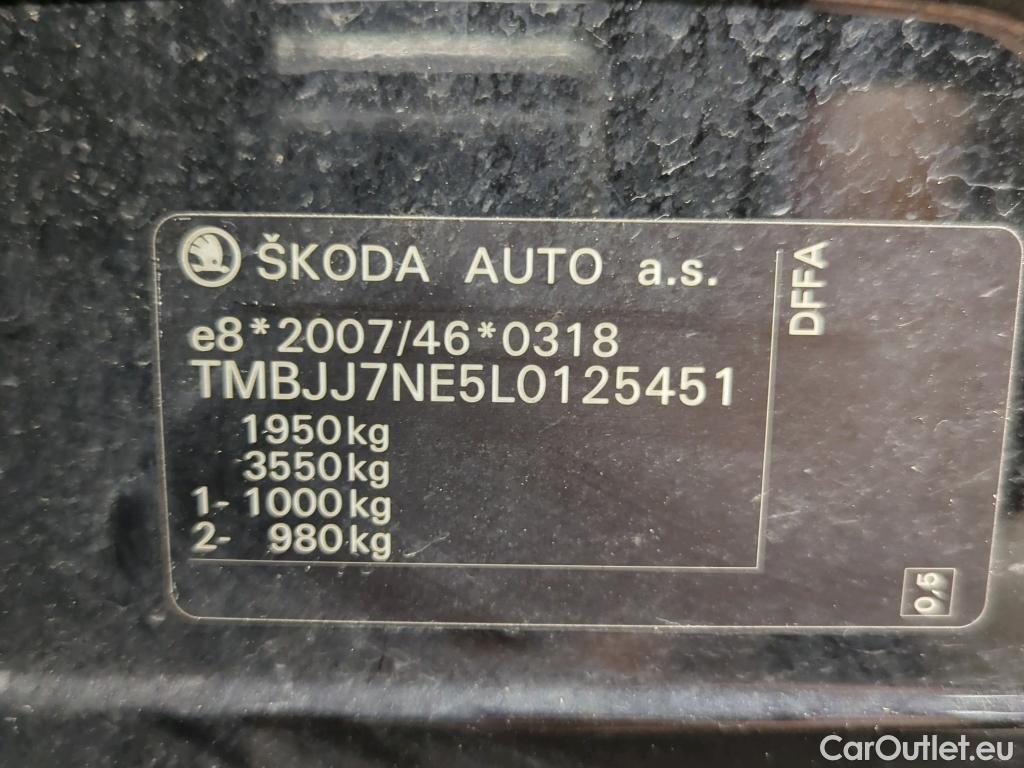 ŠKODA AUTO a.s.
DFFA
e8*2007/46*0318
TMBJJ7NE5L0125451
1950kg
3550kg
1- 1000kg
2- 980kg
0,5
CarOutlet.eu